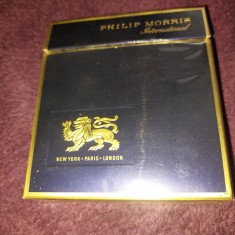 PHILIP MORRIS
International
NEW YORK • PARIS • LONDON